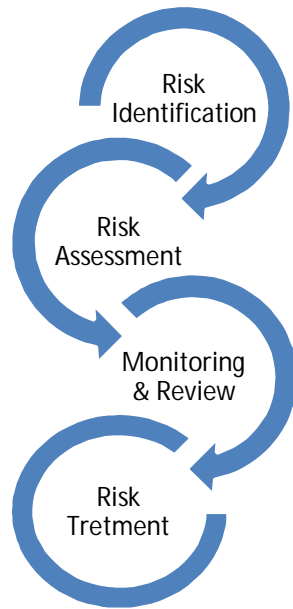 Risk
Identification
Risk
Assessment
Monitoring
& Review
Risk
Tretment